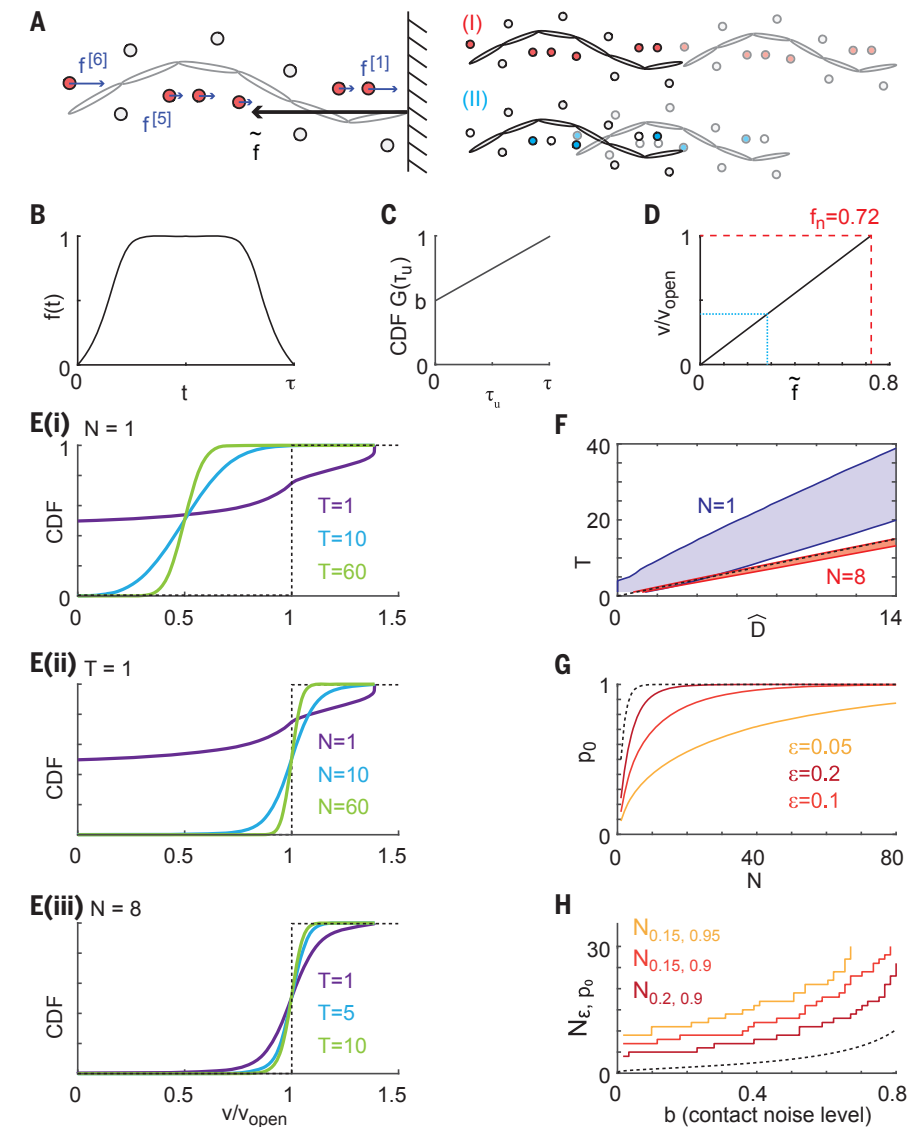 A
f[6]
f[5]
f[1]
f̃
(I)
(II)
B
1
f(t)
0
0
t
τ
C
1
CDF G(τu)
b
0
0
τu
τ
D
fn=0.72
1
v/vopen
0
0
f̃
0.8
E(i) N = 1
1
CDF
0
T=1
T=10
T=60
0
0.5
1
1.5
E(ii) T = 1
CDF
N=1
N=10
N=60
0
0.5
1
1.5
E(iii) N = 8
CDF
T=1
T=5
T=10
0
0.5
1
1.5
v/vopen
F
40
20
0
T
N=1
N=8
0
D̂
14
G
1
p0
0
ε=0.05
ε=0.2
ε=0.1
0
40
80
N
H
30
Nε, p0
0
N0.15, 0.95
N0.15, 0.9
N0.2, 0.9
0
0.4
0.8
b (contact noise level)